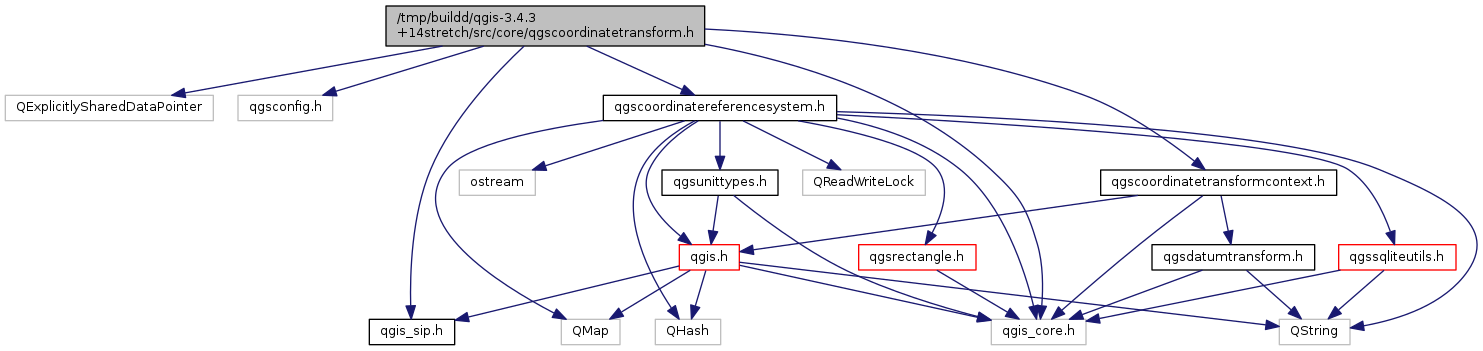 /tmp/buildd/qgis-3.4.3
+14stretch/src/core/qgscoordinatetransform.h
QExplicitlySharedDataPointer
qgsconfig.h
qgscoordinatereferencesystem.h
ostream
qgsunittypes.h
QReadWriteLock
qgscoordinatetransformcontext.h
qgis.h
qgsrectangle.h
qgsdatumtransform.h
qgssqliteutils.h
qgis_sip.h
QMap
QHash
qgis_core.h
QString